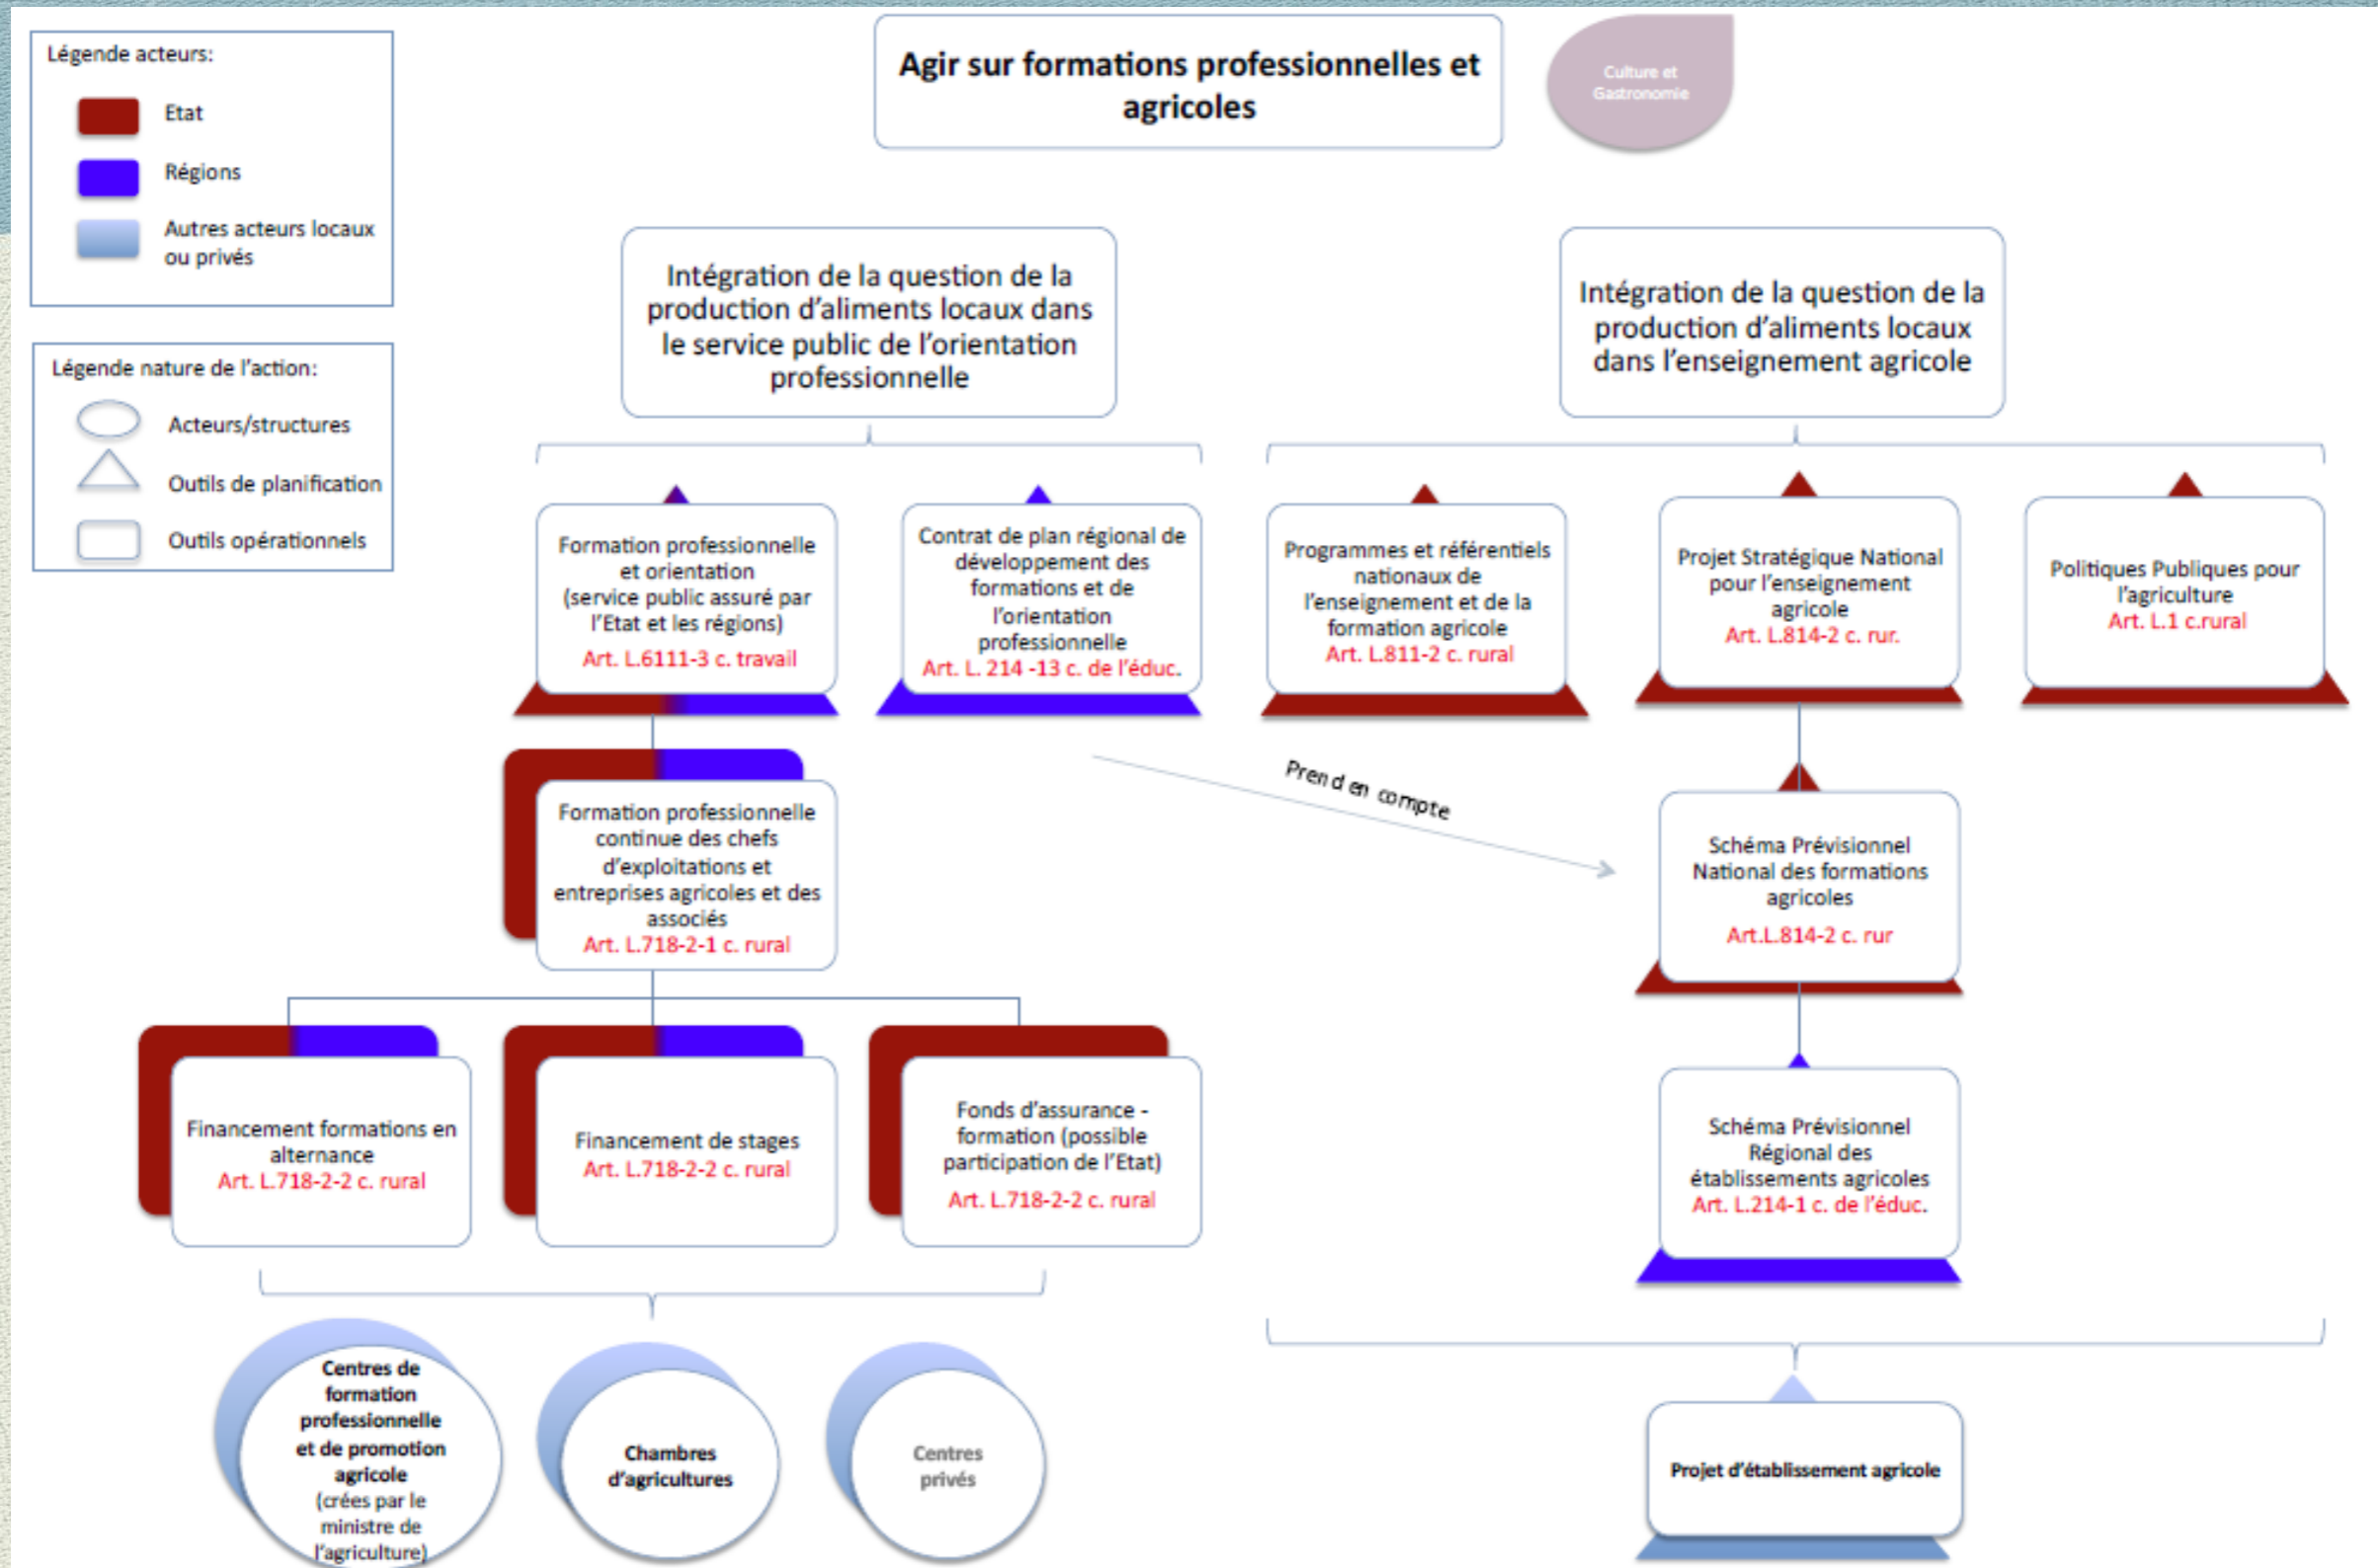 Légende acteurs:
Etat
Régions
Autres acteurs locaux
ou privés
Légende nature de l'action:
Acteurs/structures
Outils de planification
Outils opérationnels
Agir sur formations professionnelles et
agricoles
Culture et
Gastronomie
Intégration de la question de la
production d'aliments locaux dans
le service public de l'orientation
professionnelle
Intégration de la question de la
production d'aliments locaux
dans l'enseignement agricole
Formation professionnelle
et orientation
(service public assuré par
l'Etat et les régions)
Art. L.6111-3 c. travail
Contrat de plan régional de
développement des
formations et de
l'orientation
professionnelle
Art. L. 214 -13 c. de l'éduc.
Programmes et référentiels
nationaux de
l'enseignement et de la
formation agricole
Art. L.811-2 c. rural
Projet Stratégique National
pour l'enseignement
agricole
Art. L.814-2 c. rur.
Politiques Publiques pour
l'agriculture
Art. L.1 c.rural
Formation professionnelle
continue des chefs
d'exploitations et
entreprises agricoles et des
associés
Art. L.718-2-1 c. rural
Prend en compte
Schéma Prévisionnel
National des formations
agricoles
Art.L.814-2 c. rur
Financement formations en
alternance
Art. L.718-2-2 c. rural
Financement de stages
Art. L.718-2-2 c. rural
Fonds d'assurance -
formation (possible
participation de l'Etat)
Art. L.718-2-2 c. rural
Schéma Prévisionnel
Régional des
établissements agricoles
Art. L.214-1 c. de l'éduc.
Centres de
formation
professionnelle
et de promotion
agricole
(crées par le
ministre de
l'agriculture)
Chambres
d'agricultures
Centres
privés
Projet d'établissement agricole